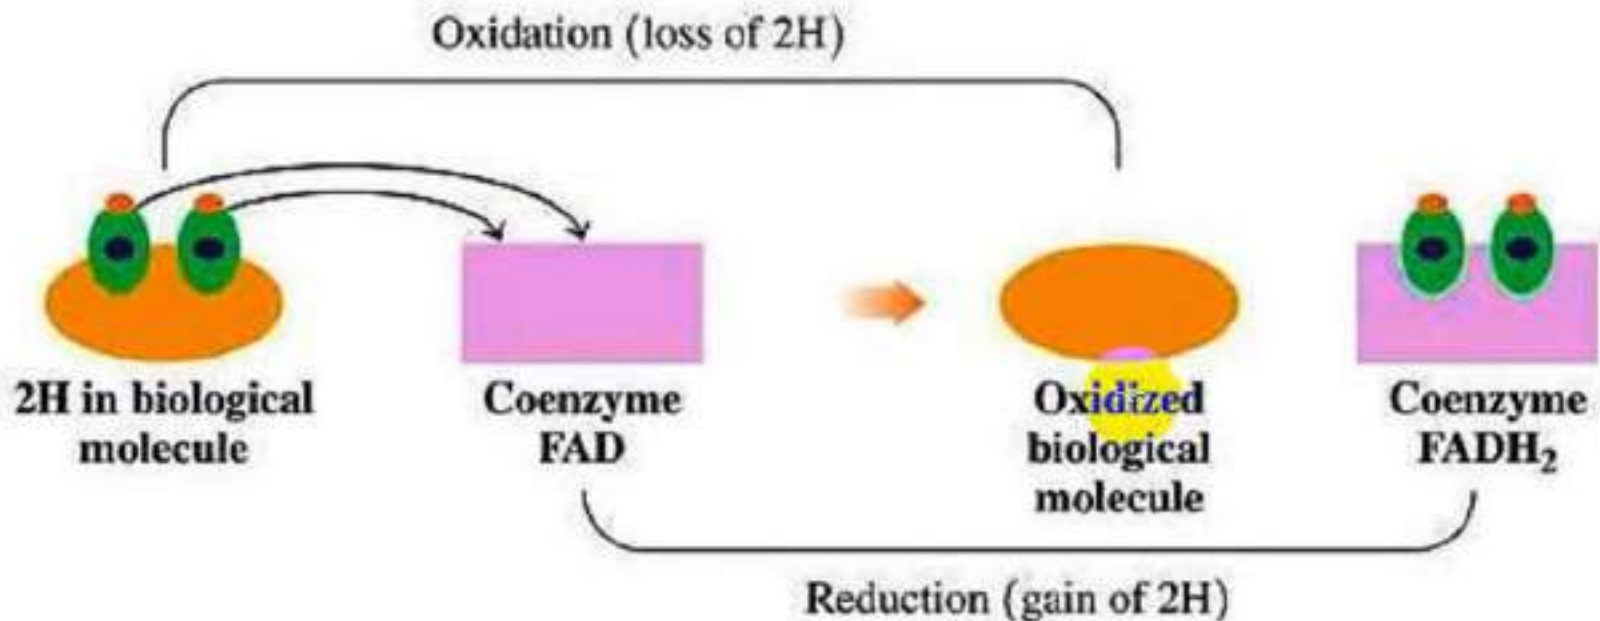 Oxidation (loss of 2H)
2H in biological
molecule
Coenzyme
FAD
Oxidized
biological
molecule
Coenzyme
FADH₂
Reduction (gain of 2H)